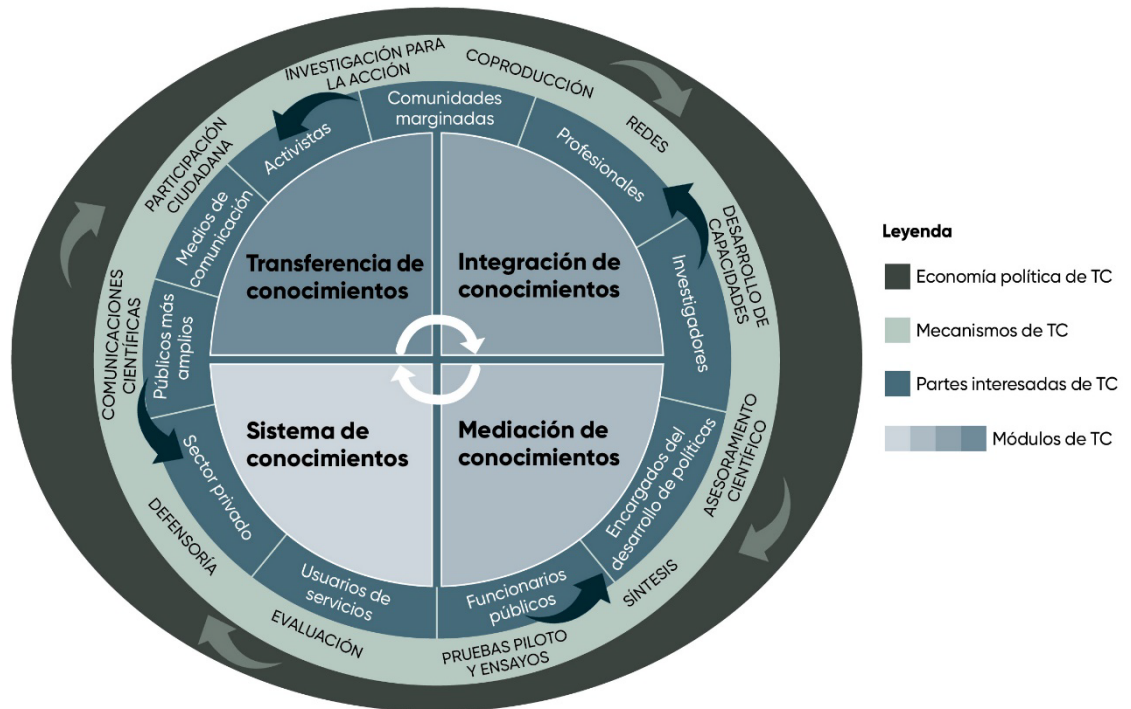 INVESTIGACIÓN PARA
LA ACCIÓN
COPRODUCCIÓN
REDES
DESARROLLO DE
CAPACIDADES
ASESORAMIENTO
CIENTÍFICO
SÍNTESIS
PRUEBAS PILOTO
Y ENSAYOS
EVALUACIÓN
DEFENSORÍA
COMUNICACIONES
CIENTÍFICAS
PARTICIPACIÓN
CIUDADANA
Comunidades
marginadas
Profesionales
Investigadores
Encargados del
desarrollo de políticas
Funcionarios
públicos
Usuarios de
servicios
Sector privado
Públicos más
amplios
Medios de
comunicación
Activistas
Transferencia de
conocimientos
Integración de
conocimientos
Sistema de
conocimientos
Mediación de
conocimientos
Leyenda
Economía política de TC
Mecanismos de TC
Partes interesadas de TC
Módulos de TC